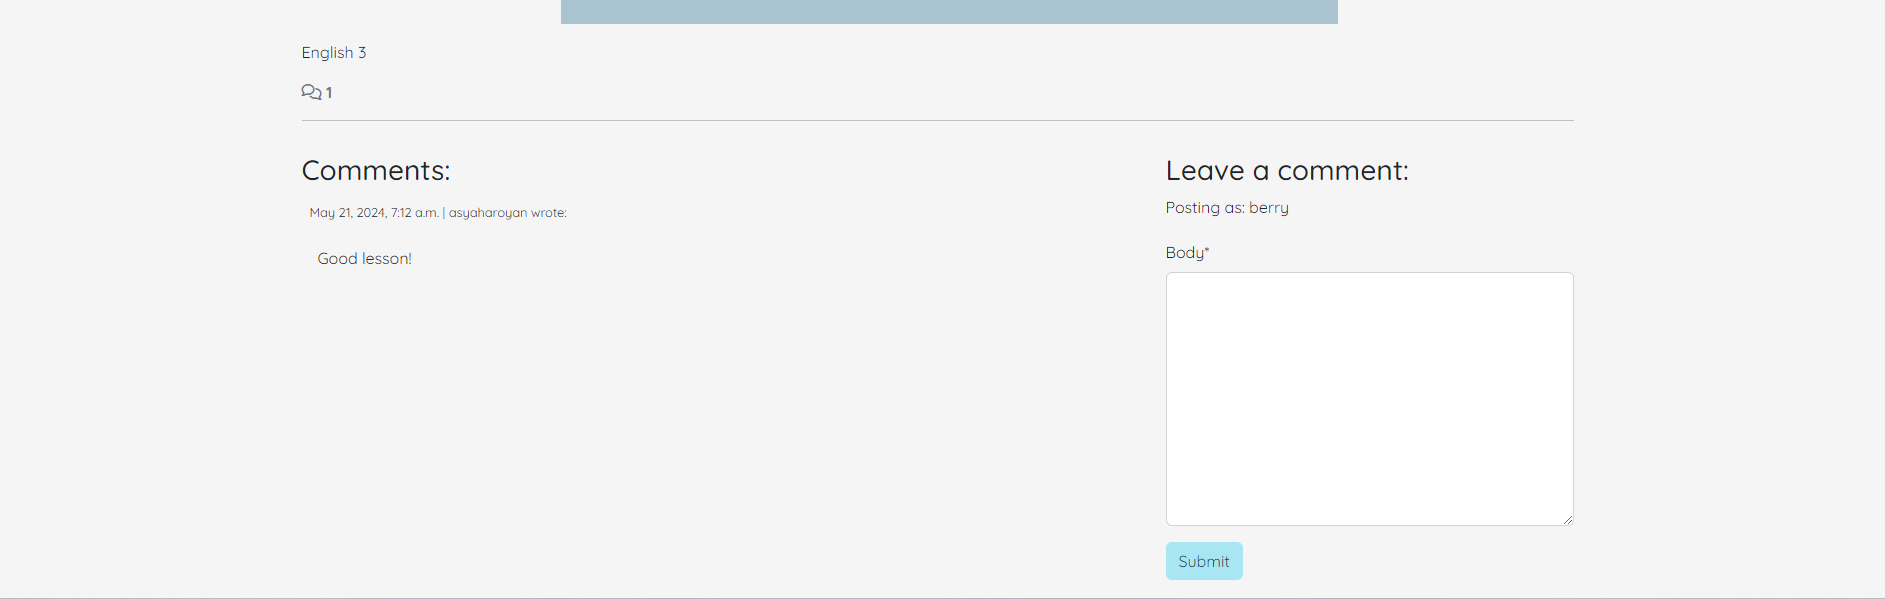 English 3
1
Comments:
May 21, 2024, 7:12 a.m. | asyaharoyan wrote:
Good lesson!
Leave a comment:
Posting as: berry
Body*
Submit